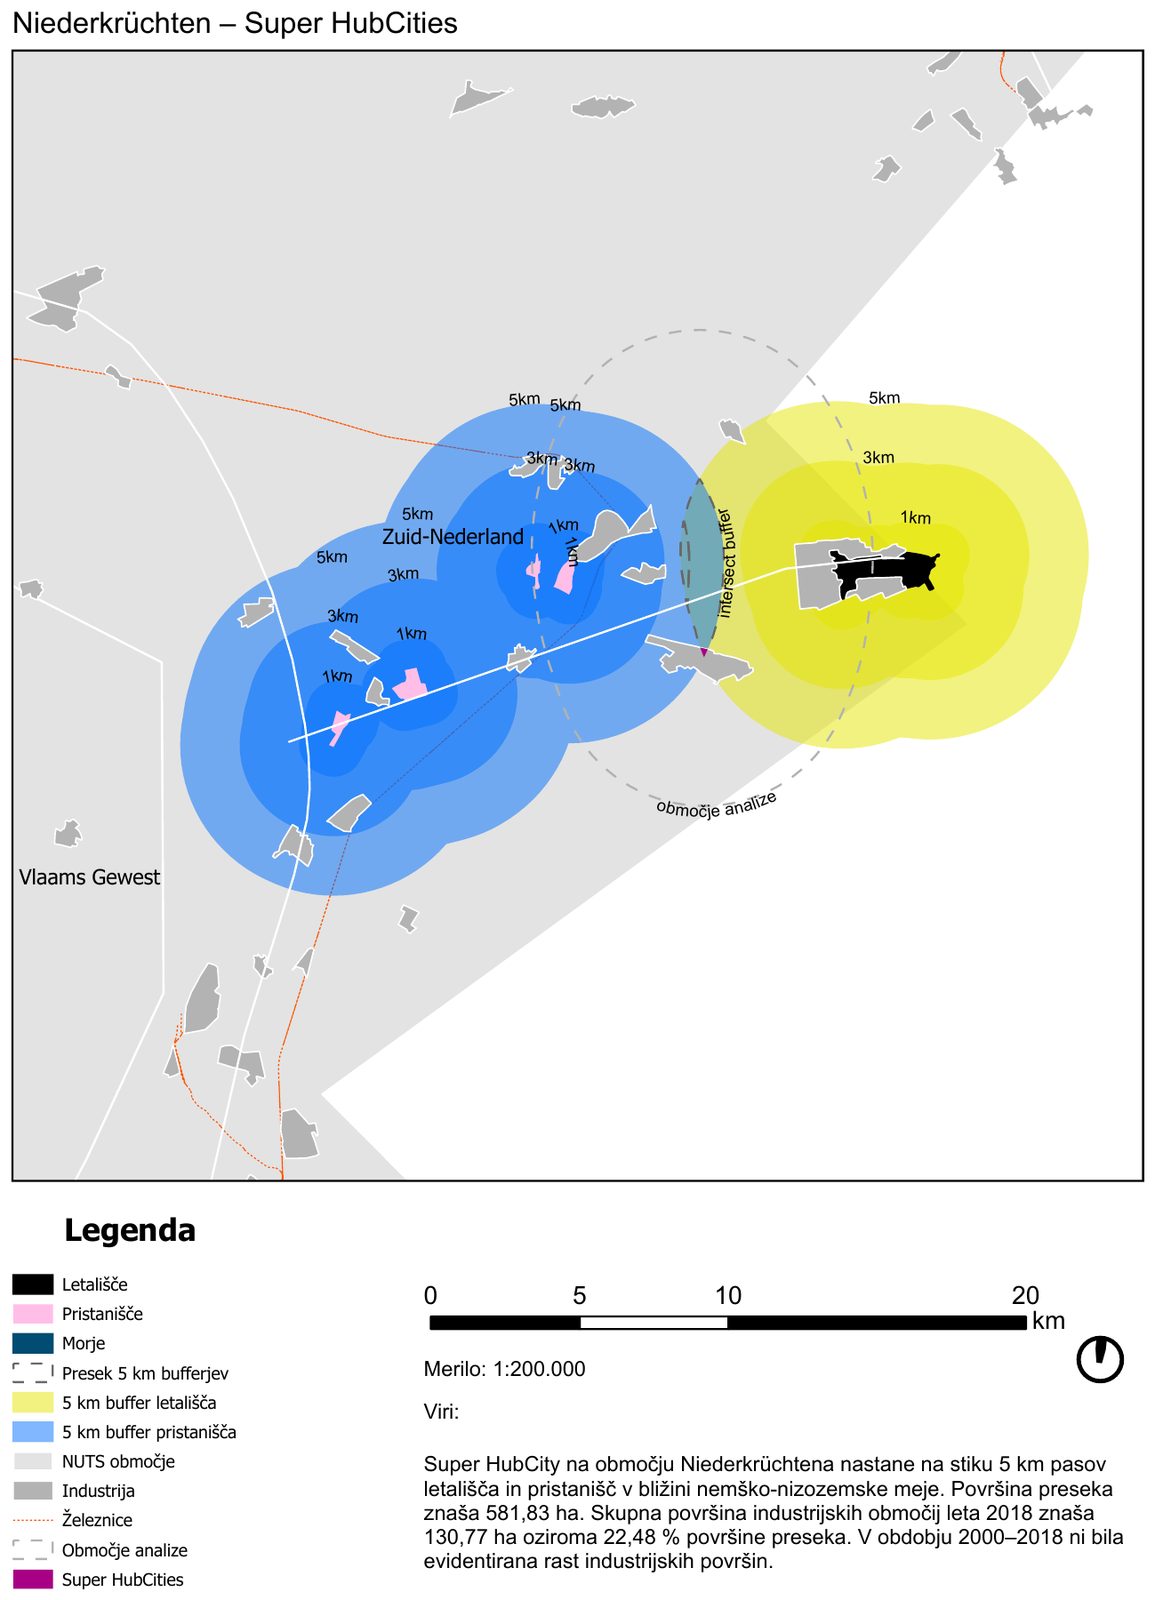 Niederkrüchten – Super HubCities
5km
5km
5km
3km
3km
3km
1km
5km
1km
1km
Zuid-Nederland
5km
3km
intersect buffer
3km
1km
1km
območje analize
Vlaams Gewest
Legenda
Letališče
Pristanišče
Morje
Presek 5 km bufferjev
5 km buffer letališča
5 km buffer pristanišča
NUTS območje
Industrija
Železnice
Območje analize
Super HubCities
0 5 10 20
km
Merilo: 1:200.000
Viri:
Super HubCity na območju Niederkrüchtena nastane na stiku 5 km pasov
letališča in pristanišč v bližini nemško-nizozemske meje. Površina preseka
znaša 581,83 ha. Skupna površina industrijskih območij leta 2018 znaša
130,77 ha oziroma 22,48 % površine preseka. V obdobju 2000–2018 ni bila
evidentirana rast industrijskih površin.